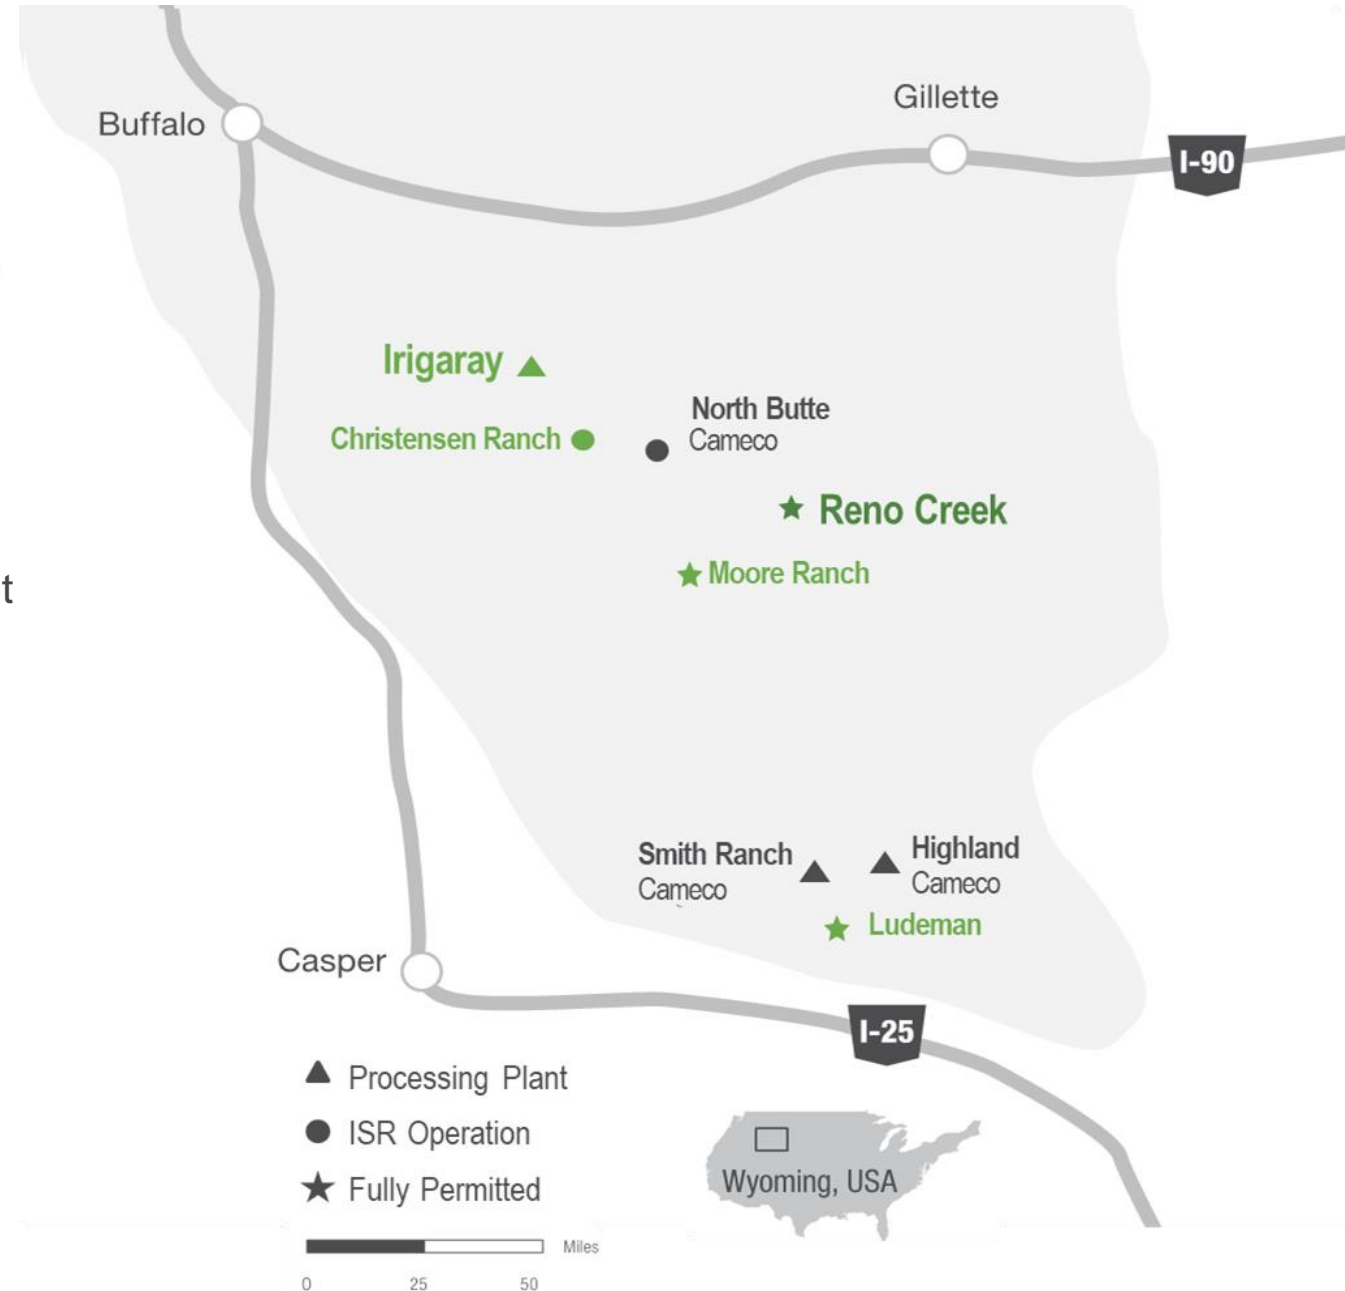 Gillette
Buffalo
I-90
Irigaray
North Butte
Christensen Ranch
Cameco
Reno Creek
t
Moore Ranch
Smith Ranch
Highland
Cameco
Cameco
Ludeman
Casper
I-25
Processing Plant
ISR Operation
Wyoming, USA
Fully Permitted
Miles
0 25 50